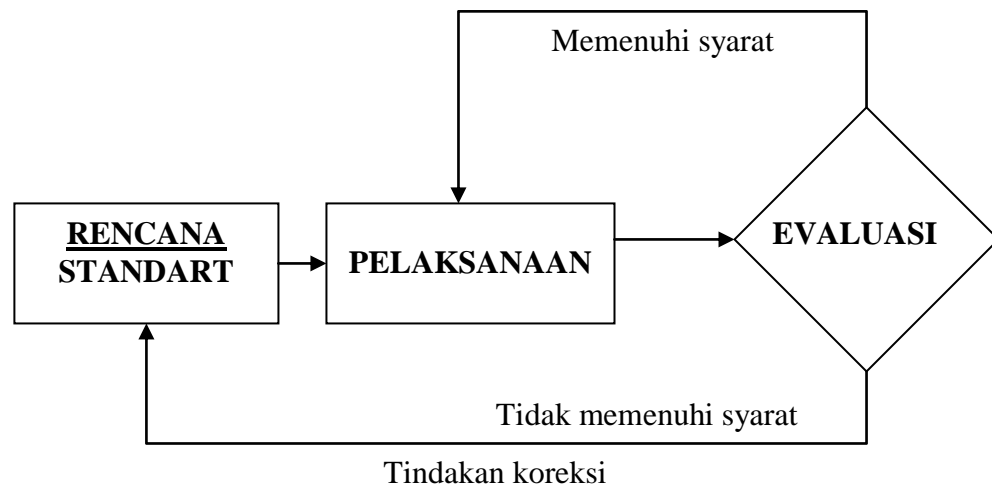 Memenuhi syarat
RENCANA
STANDART
PELAKSANAAN
EVALUASI
Tidak memenuhi syarat
Tindakan koreksi